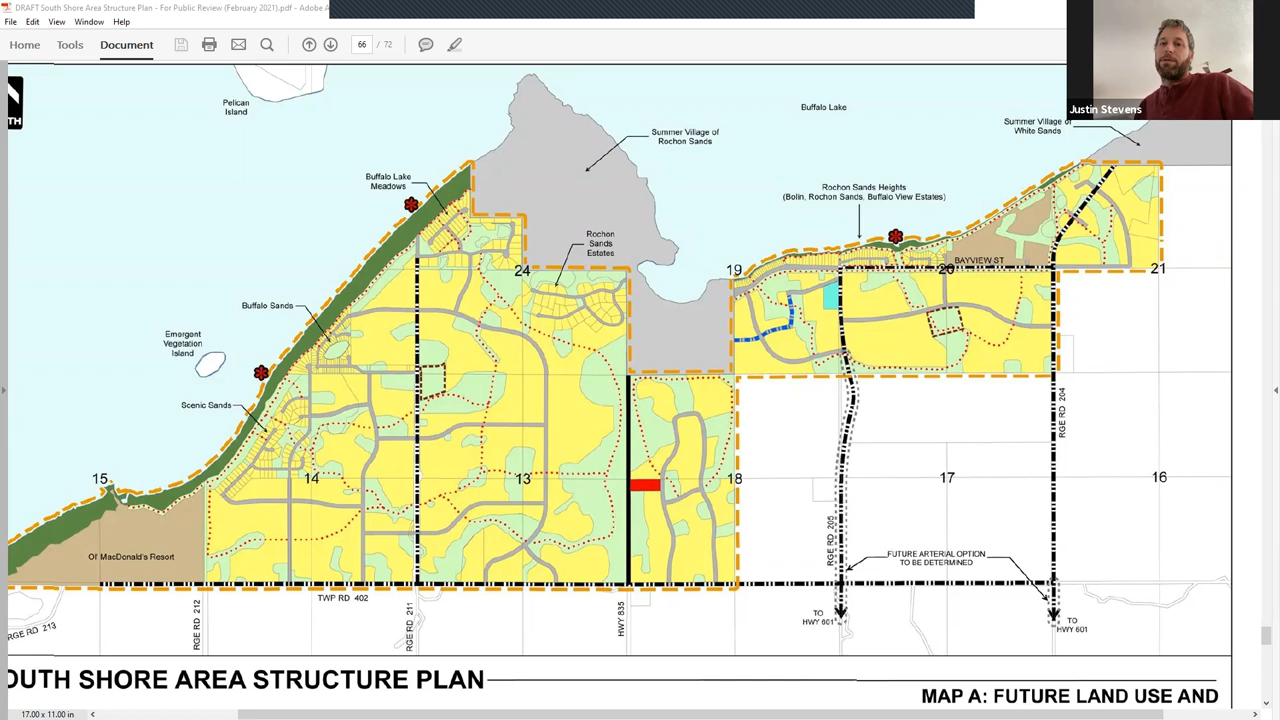 DRAFT South Shore Area Structure Plan - For Public Review (February 2021).pdf - Adobe A
File Edit View Window Help
Home Tools Document 66 / 72
Justin Stevens
TH
Pelican
Island
Buffalo Lake
Summer Village of
Rochon Sands
Summer Village of
White Sands
Buffalo Lake
Meadows
Rochon Sands Heights
(Bolin, Rochon Sands, Buffalo View Estates)
Rochon
Sands
Estates
BAYVIEW ST
24
19
20
21
Buffalo Sands
Emergent
Vegetation
Island
Scenic Sands
RGE RD 204
15
14
13
18
17
16
Ol' MacDonald's Resort
RGE RD 205
FUTURE ARTERIAL OPTION
TO BE DETERMINED
TWP RD 402
RGE RD 213
RGE RD 212
RGE RD 211
HWY 835
TO
HWY 601
TO
HWY 601
OUTH SHORE AREA STRUCTURE PLAN
MAP A: FUTURE LAND USE AND
17.00 x 11.00 in